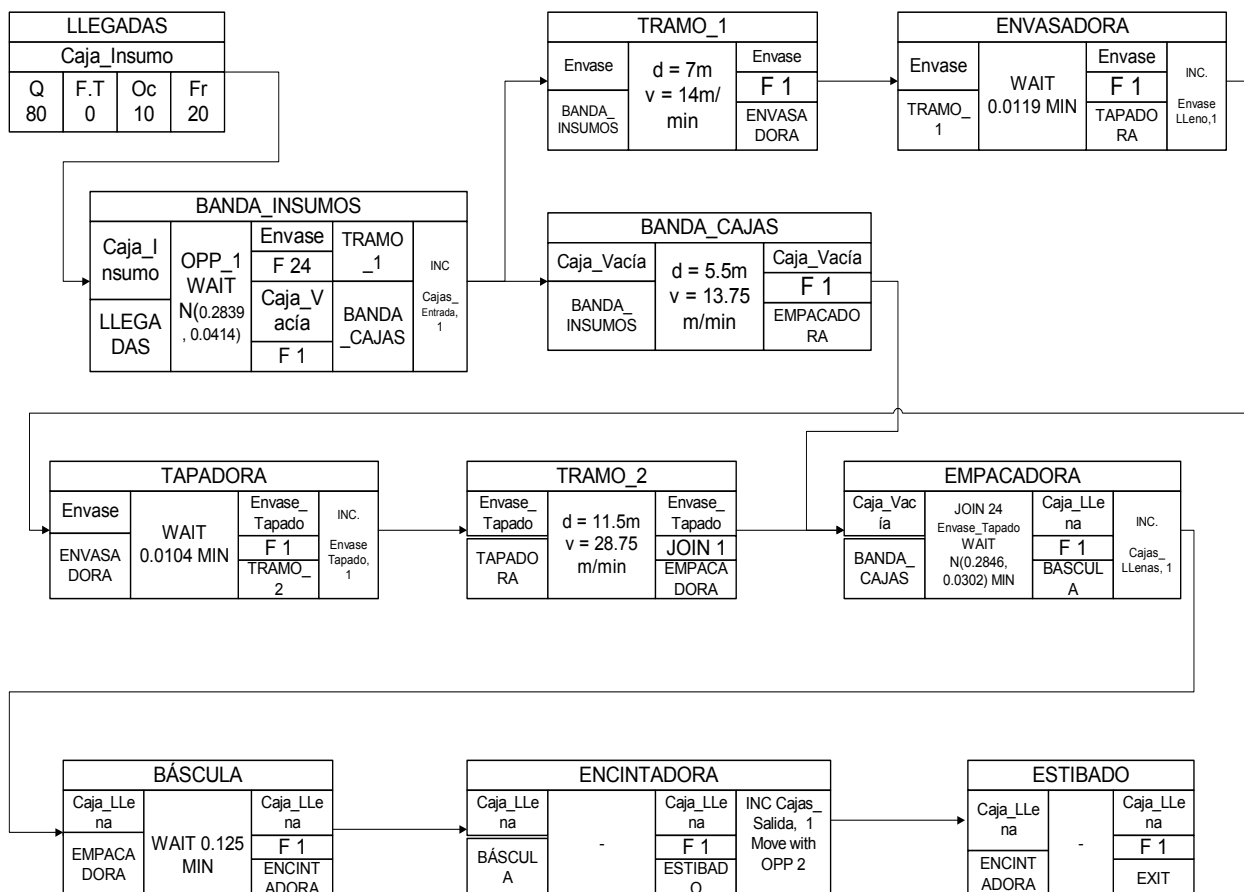 LLEGADAS
Caja_Insumo
Q
80
F.T
0
Oc
10
Fr
20
TRAMO_1
Envase
BANDA_
INSUMOS
d = 7m
v = 14m/
min
Envase
F 1
ENVASA
DORA
ENVASADORA
Envase
TRAMO_
1
WAIT
0.0119 MIN
Envase
F 1
TAPADO
RA
INC.
Envase
LLeno,1
BANDA_INSUMOS
Caja_I
nsumo
LLEGA
DAS
OPP_1
WAIT
N(0.2839
, 0.0414)
Envase
F 24
Caja_V
acía
F 1
TRAMO
_1
BANDA
_CAJAS
INC
Cajas_
Entrada,
1
BANDA_CAJAS
Caja_Vacía
BANDA_
INSUMOS
d = 5.5m
v = 13.75
m/min
Caja_Vacía
F 1
EMPACADO
RA
TAPADORA
Envase
ENVASA
DORA
WAIT
0.0104 MIN
Envase_
Tapado
F 1
TRAMO_
2
INC.
Envase
Tapado,
1
TRAMO_2
Envase_
Tapado
TAPADO
RA
d = 11.5m
v = 28.75
m/min
Envase_
Tapado
JOIN 1
EMPACA
DORA
EMPACADORA
Caja_Vac
ía
BANDA_
CAJAS
JOIN 24
Envase_Tapado
WAIT
N(0.2846,
0.0302) MIN
Caja_LLe
na
F 1
BASCUL
A
INC.
Cajas_
LLenas, 1
BÁSCULA
Caja_LLe
na
EMPACA
DORA
WAIT 0.125
MIN
Caja_LLe
na
F 1
ENCINT
ADORA
ENCINTADORA
Caja_LLe
na
BÁSCUL
A
-
Caja_LLe
na
F 1
ESTIBAD
O
INC Cajas_
Salida, 1
Move with
OPP 2
ESTIBADO
Caja_LLe
na
ENCINT
ADORA
-
Caja_LLe
na
F 1
EXIT